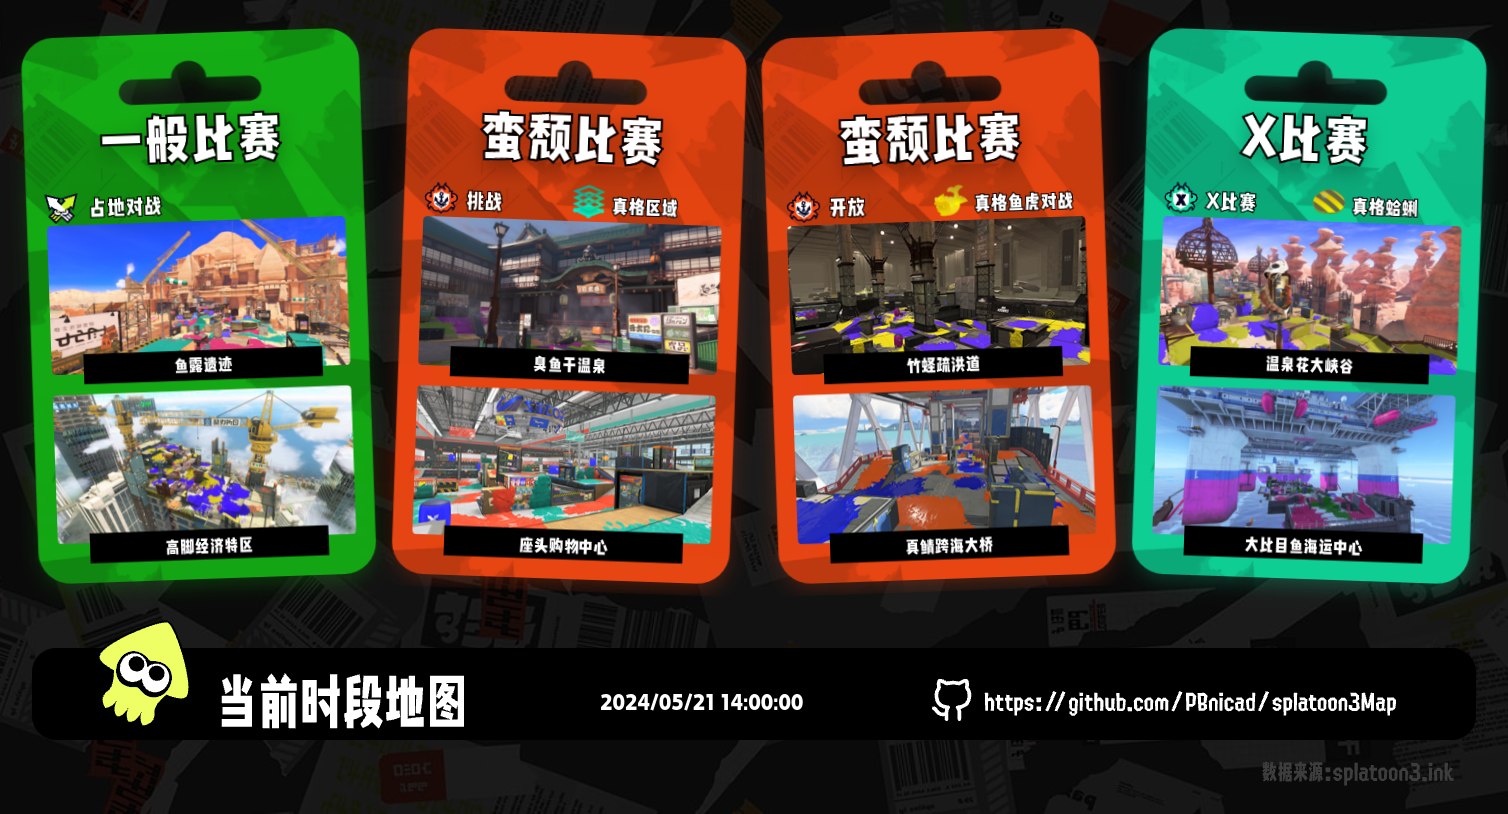 一般比赛
占地对战
鱼露遗迹
高脚经济特区
蛮颓比赛
挑战
真格区域
臭鱼干温泉
座头购物中心
蛮颓比赛
开放
真格鱼虎对战
竹蛏疏洪道
真鲭跨海大桥
X比赛
X比赛
真格蛤蜊
温泉花大峡谷
大比目鱼海运中心
当前时段地图
2024/05/21 14:00:00
https://github.com/PBnicad/splatoon3Map
数据来源:splatoon3.ink